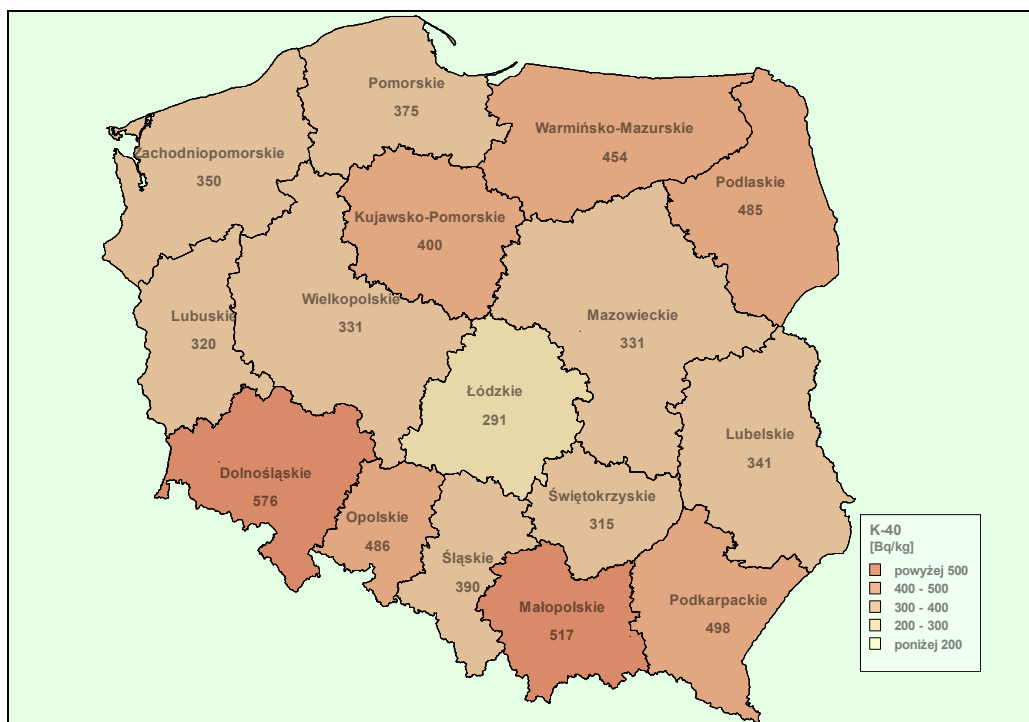 Pomorskie
375
Warmińsko-Mazurskie
454
Zachodniopomorskie
350
Podlaskie
485
Kujawsko-Pomorskie
400
Wielkopolskie
331
Lubuskie
320
Mazowieckie
331
Łódzkie
291
Lubelskie
341
Dolnośląskie
576
Opolskie
486
Świętokrzyskie
315
Śląskie
390
Małopolskie
517
Podkarpackie
498
K-40
[Bq/kg]
powyżej 500
400 - 500
300 - 400
200 - 300
poniżej 200